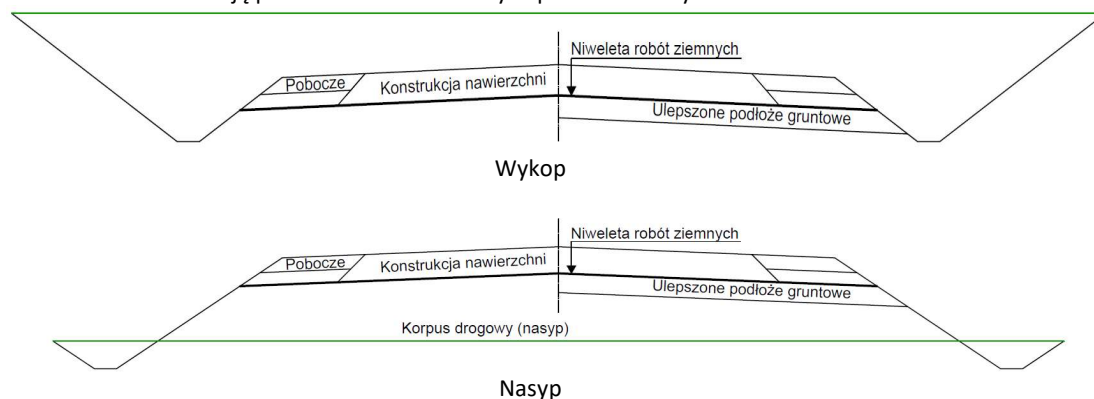 Niweleta robót ziemnych
Pobocze
Konstrukcja nawierzchni
Ulepszone podłoże gruntowe
Wykop
Niweleta robót ziemnych
Pobocze
Konstrukcja nawierzchni
Ulepszone podłoże gruntowe
Korpus drogowy (nasyp)
Nasyp